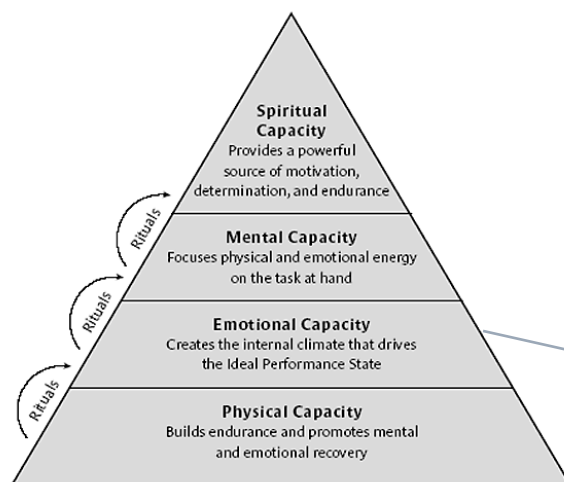 Spiritual
Capacity
Provides a powerful
source of motivation,
determination, and endurance
Rituals
Mental Capacity
Focuses physical and emotional energy
on the task at hand
Rituals
Emotional Capacity
Creates the internal climate that drives
the Ideal Performance State
Rituals
Physical Capacity
Builds endurance and promotes mental
and emotional recovery